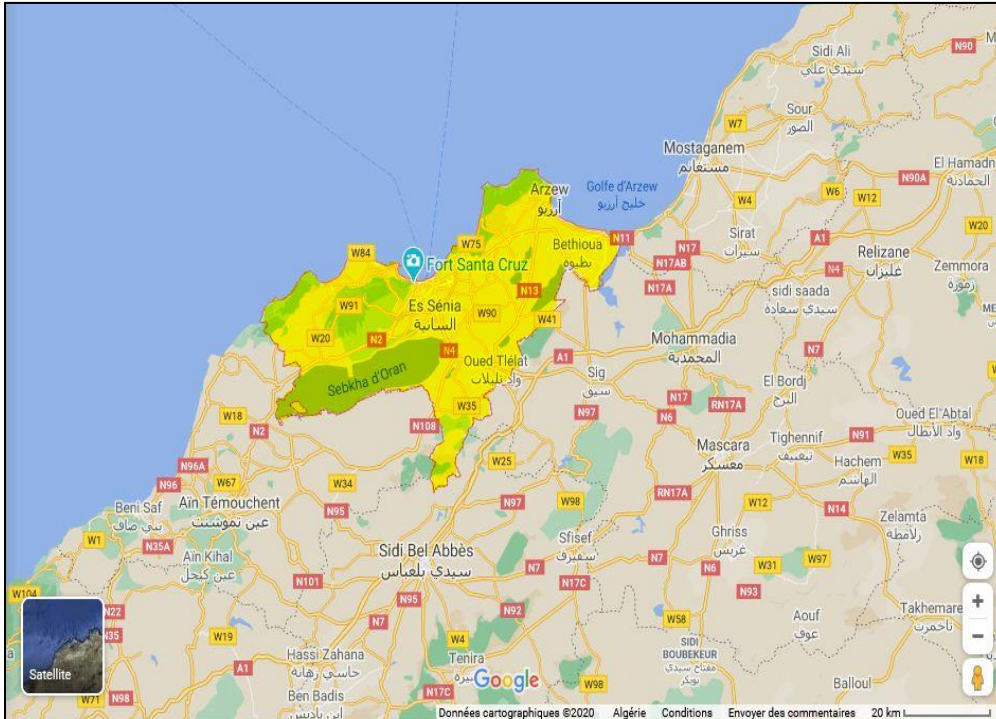 Sidi Ali
سيدي علي
N90
Sour
الصور
W7
Mostaganem
مستغانم
El Hamadn
الحمادنة
N90A
Arzew
أرزيو
Golfe d'Arzew
خليج أرزيو
W4
W6
W12
W20
Sirat
سيرات
A1
Relizane
غليزان
N11
N17
N17AB
N17A
N4
Zemmora
زمورة
W84
W75
Fort Santa Cruz
Bethioua
بطيوة
sidi saada
سيدي سعادة
W91
Es Sénia
السانية
W90
N13
W41
W20
N2
N4
Oued Tlélat
واد تليلات
A1
Mohammadia
المحمدية
N7
Sebkha d'Oran
Sig
سيق
El Bordj
البرج
W18
N2
N108
W35
N97
N17
N6
RN17A
Oued El Abtal
واد الأبطال
N91
Mascara
معسكر
Tighennif
تيغنيف
Hachem
الهاشم
W35
W18
N96A
N96
W67
W34
W25
Aïn Témouchent
عين تموشنت
N95
N97
W98
RN17A
W12
N14
Beni Saf
بني صاف
W1
N35A
Aïn Kihal
عين كيحل
Sfisef
سفيزف
Ghriss
غريس
Zelamta
زلامطة
Sidi Bel Abbès
سيدي بلعباس
N101
N7
N17C
N7
N6
W31
W97
N93
W104
N22
N35
N95
N7
N92
W58
Aouf
عوف
Takhemare
تاخمرت
W19
Hassi Zahana
حاسي زهانة
W4
SIDI
BOUBEKEUR
مفتاح سيدي
بوبكر
A1
Tenira
Ben Badis
ابن باديس
W71
N98
N17C
W98
Balloul
Satellite
Google
Données cartographiques ©2020 Algérie Conditions Envoyer des commentaires 20 km